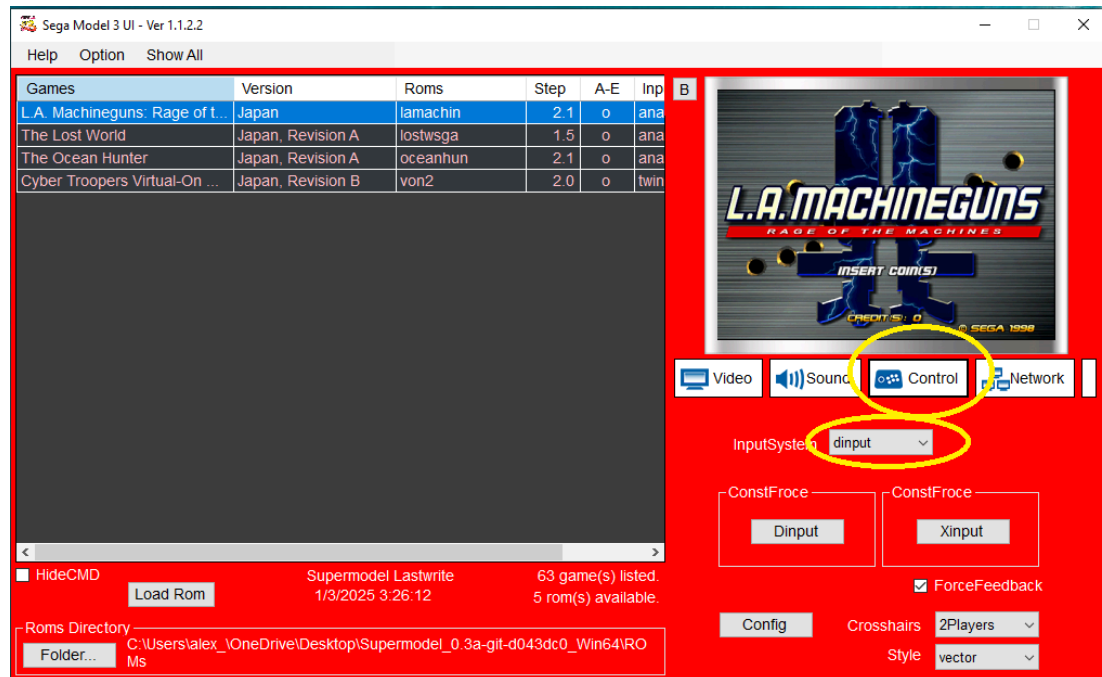 Sega Model 3 UI - Ver 1.1.2.2
Help Option Show All
Games Version Roms Step A-E Inp B
L.A. Machineguns: Rage of t... Japan lamachin 2.1 o ana
The Lost World Japan, Revision A lostwsga 1.5 o ana
The Ocean Hunter Japan, Revision A oceanhun 2.1 o ana
Cyber Troopers Virtual-On ... Japan, Revision B von2 2.0 o twin
L.A. MACHINEGUNS
RAGE OF THE MACHINES
INSERT COIN(S)
CREDIT(S): 0
© SEGA 1998
Video Sound Control Network
InputSystem dinput
ConstFroce ConstFroce
Dinput Xinput
HideCMD
Load Rom
Supermodel Lastwrite
1/3/2025 3:26:12
63 game(s) listed.
5 rom(s) available.
ForceFeedback
Roms Directory
Folder...
C:\Users\alex_\OneDrive\Desktop\Supermodel_0.3a-git-d043dc0_Win64\RO
Ms
Config
Crosshairs 2Players
Style vector